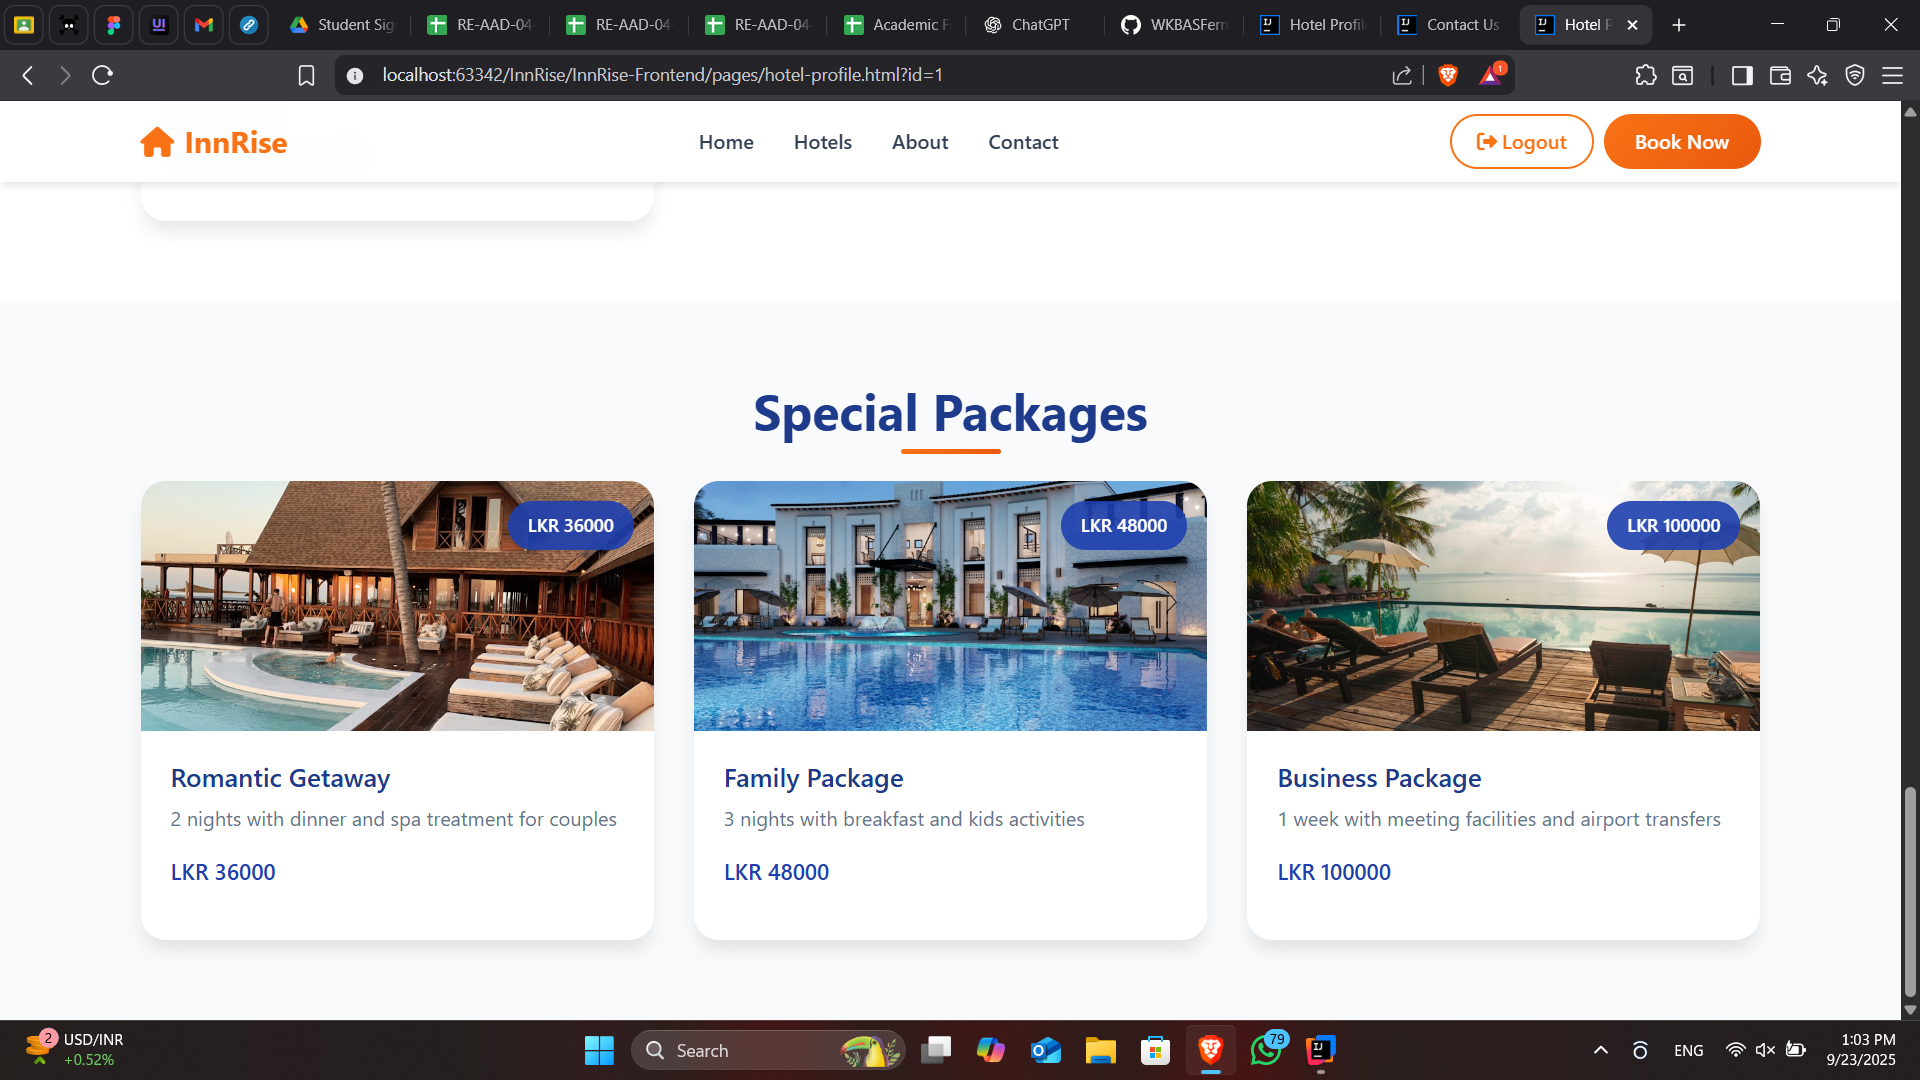 Student Sig
RE-AAD-04
RE-AAD-04
RE-AAD-04
Academic F
ChatGPT
WKBASFern
Hotel Profil
Contact Us
Hotel P
localhost:63342/InnRise/InnRise-Frontend/pages/hotel-profile.html?id=1
1
InnRise
Home
Hotels
About
Contact
Logout
Book Now
Special Packages
LKR 36000
LKR 48000
LKR 100000
Romantic Getaway
2 nights with dinner and spa treatment for couples
LKR 36000
Family Package
3 nights with breakfast and kids activities
LKR 48000
Business Package
1 week with meeting facilities and airport transfers
LKR 100000
2
USD/INR
+0.52%
Search
79
ENG
1:03 PM
9/23/2025